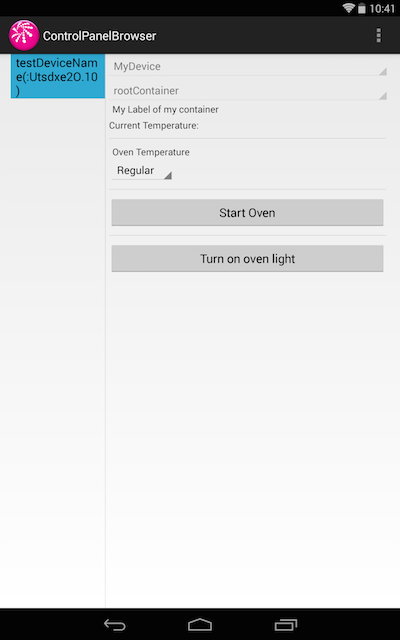 10:41
ControlPanelBrowser
testDeviceNam
e(:Utsdxe2O.10
)
MyDevice
rootContainer
My Label of my container
Current Temperature:
Oven Temperature
Regular
Start Oven
Turn on oven light